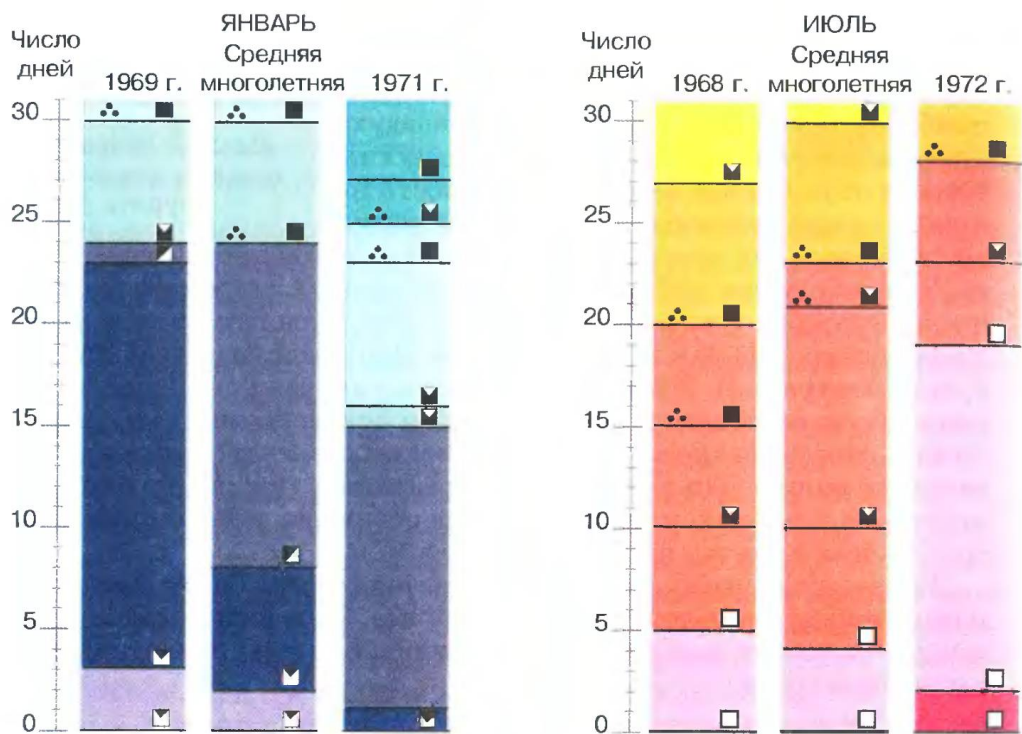 ЯНВАРЬ
Число
дней
1969 г.
Средняя
многолетняя
1971 г.
30
25
20
15
10
5
0
ИЮЛЬ
Число
дней
1968 г.
Средняя
многолетняя
1972 г.
30
25
20
15
10
5
0